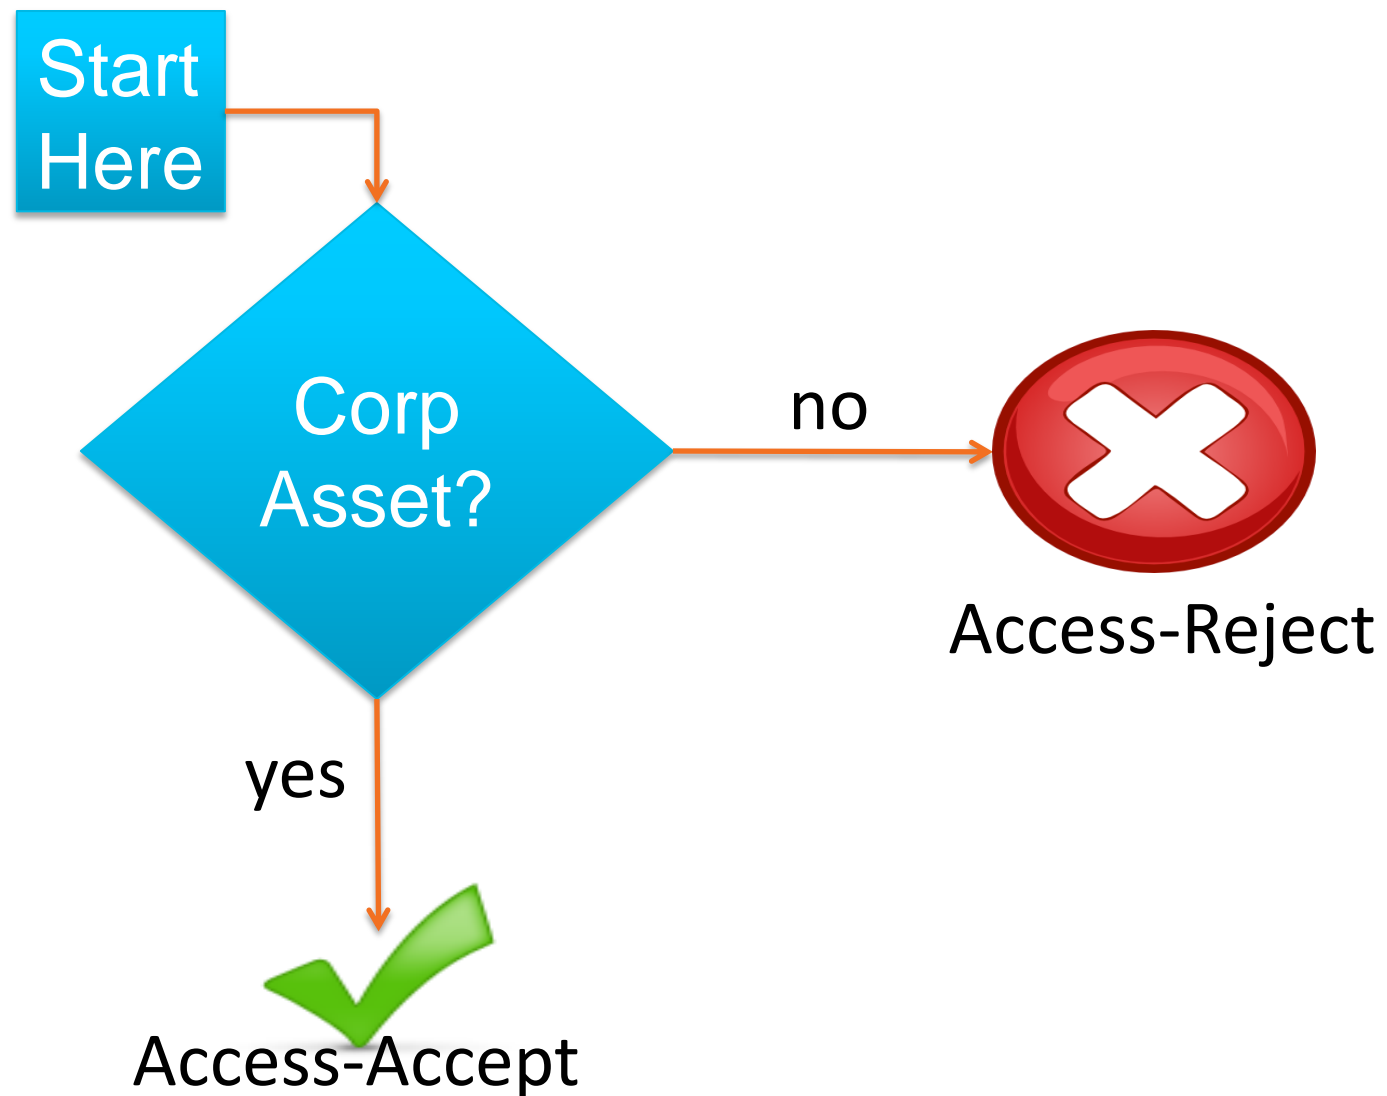 Start
Here
Corp
Asset?
no
Access-Reject
yes
Access-Accept